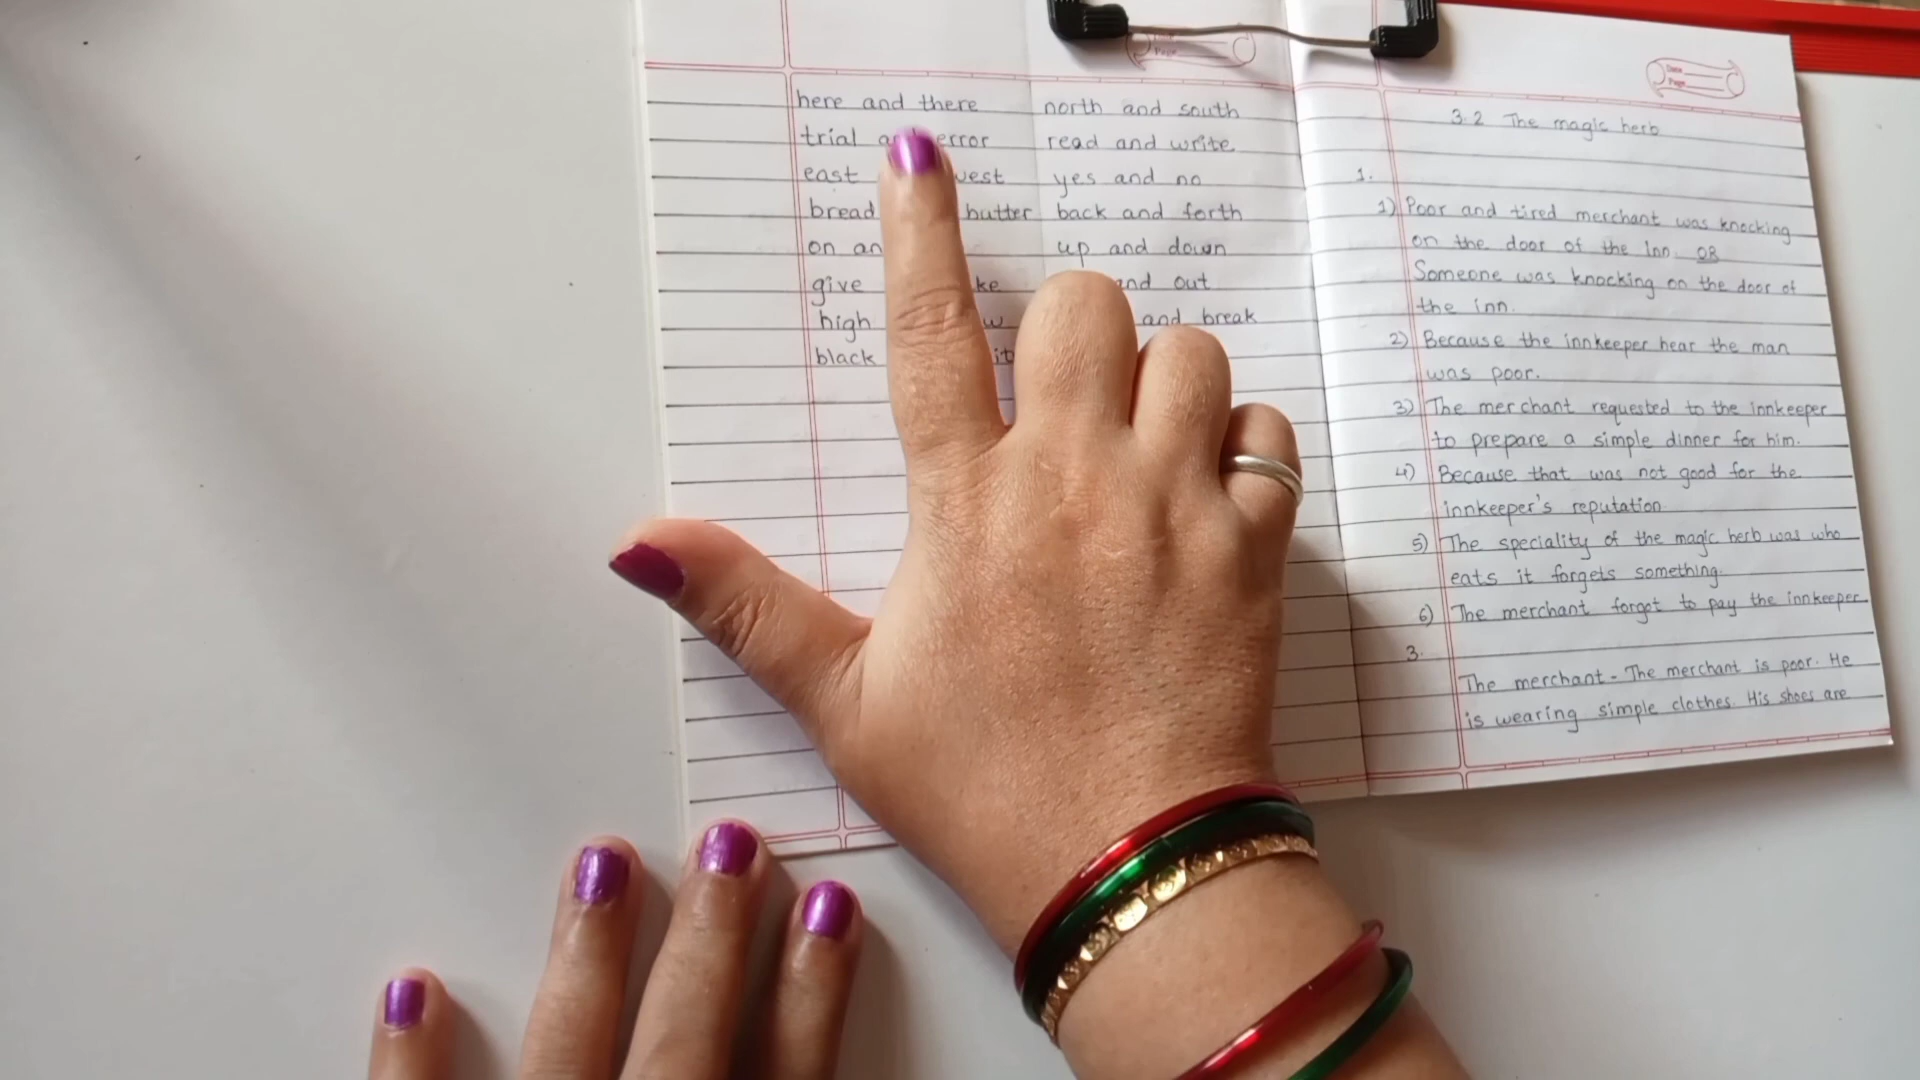 here and there
trial error
east west
bread butter
on
give
high
black
north and south
read and write
yes and no
back and forth
up and down
and out
and break
Date
Page
3.2 The magic herb
1.
1) Poor and tired merchant was knocking
on the door of the Inn. OR
Someone was knocking on the door of
the inn.
2) Because the innkeeper hear the man
was poor.
3) The merchant requested to the innkeeper
to prepare a simple dinner for him.
4) Because that was not good for the
innkeeper's reputation.
5) The speciality of the magic herb was who
eats it forgets something.
6) The merchant forgot to pay the innkeeper
3.
The merchant - The merchant is poor. He
is wearing simple clothes. His shoes are